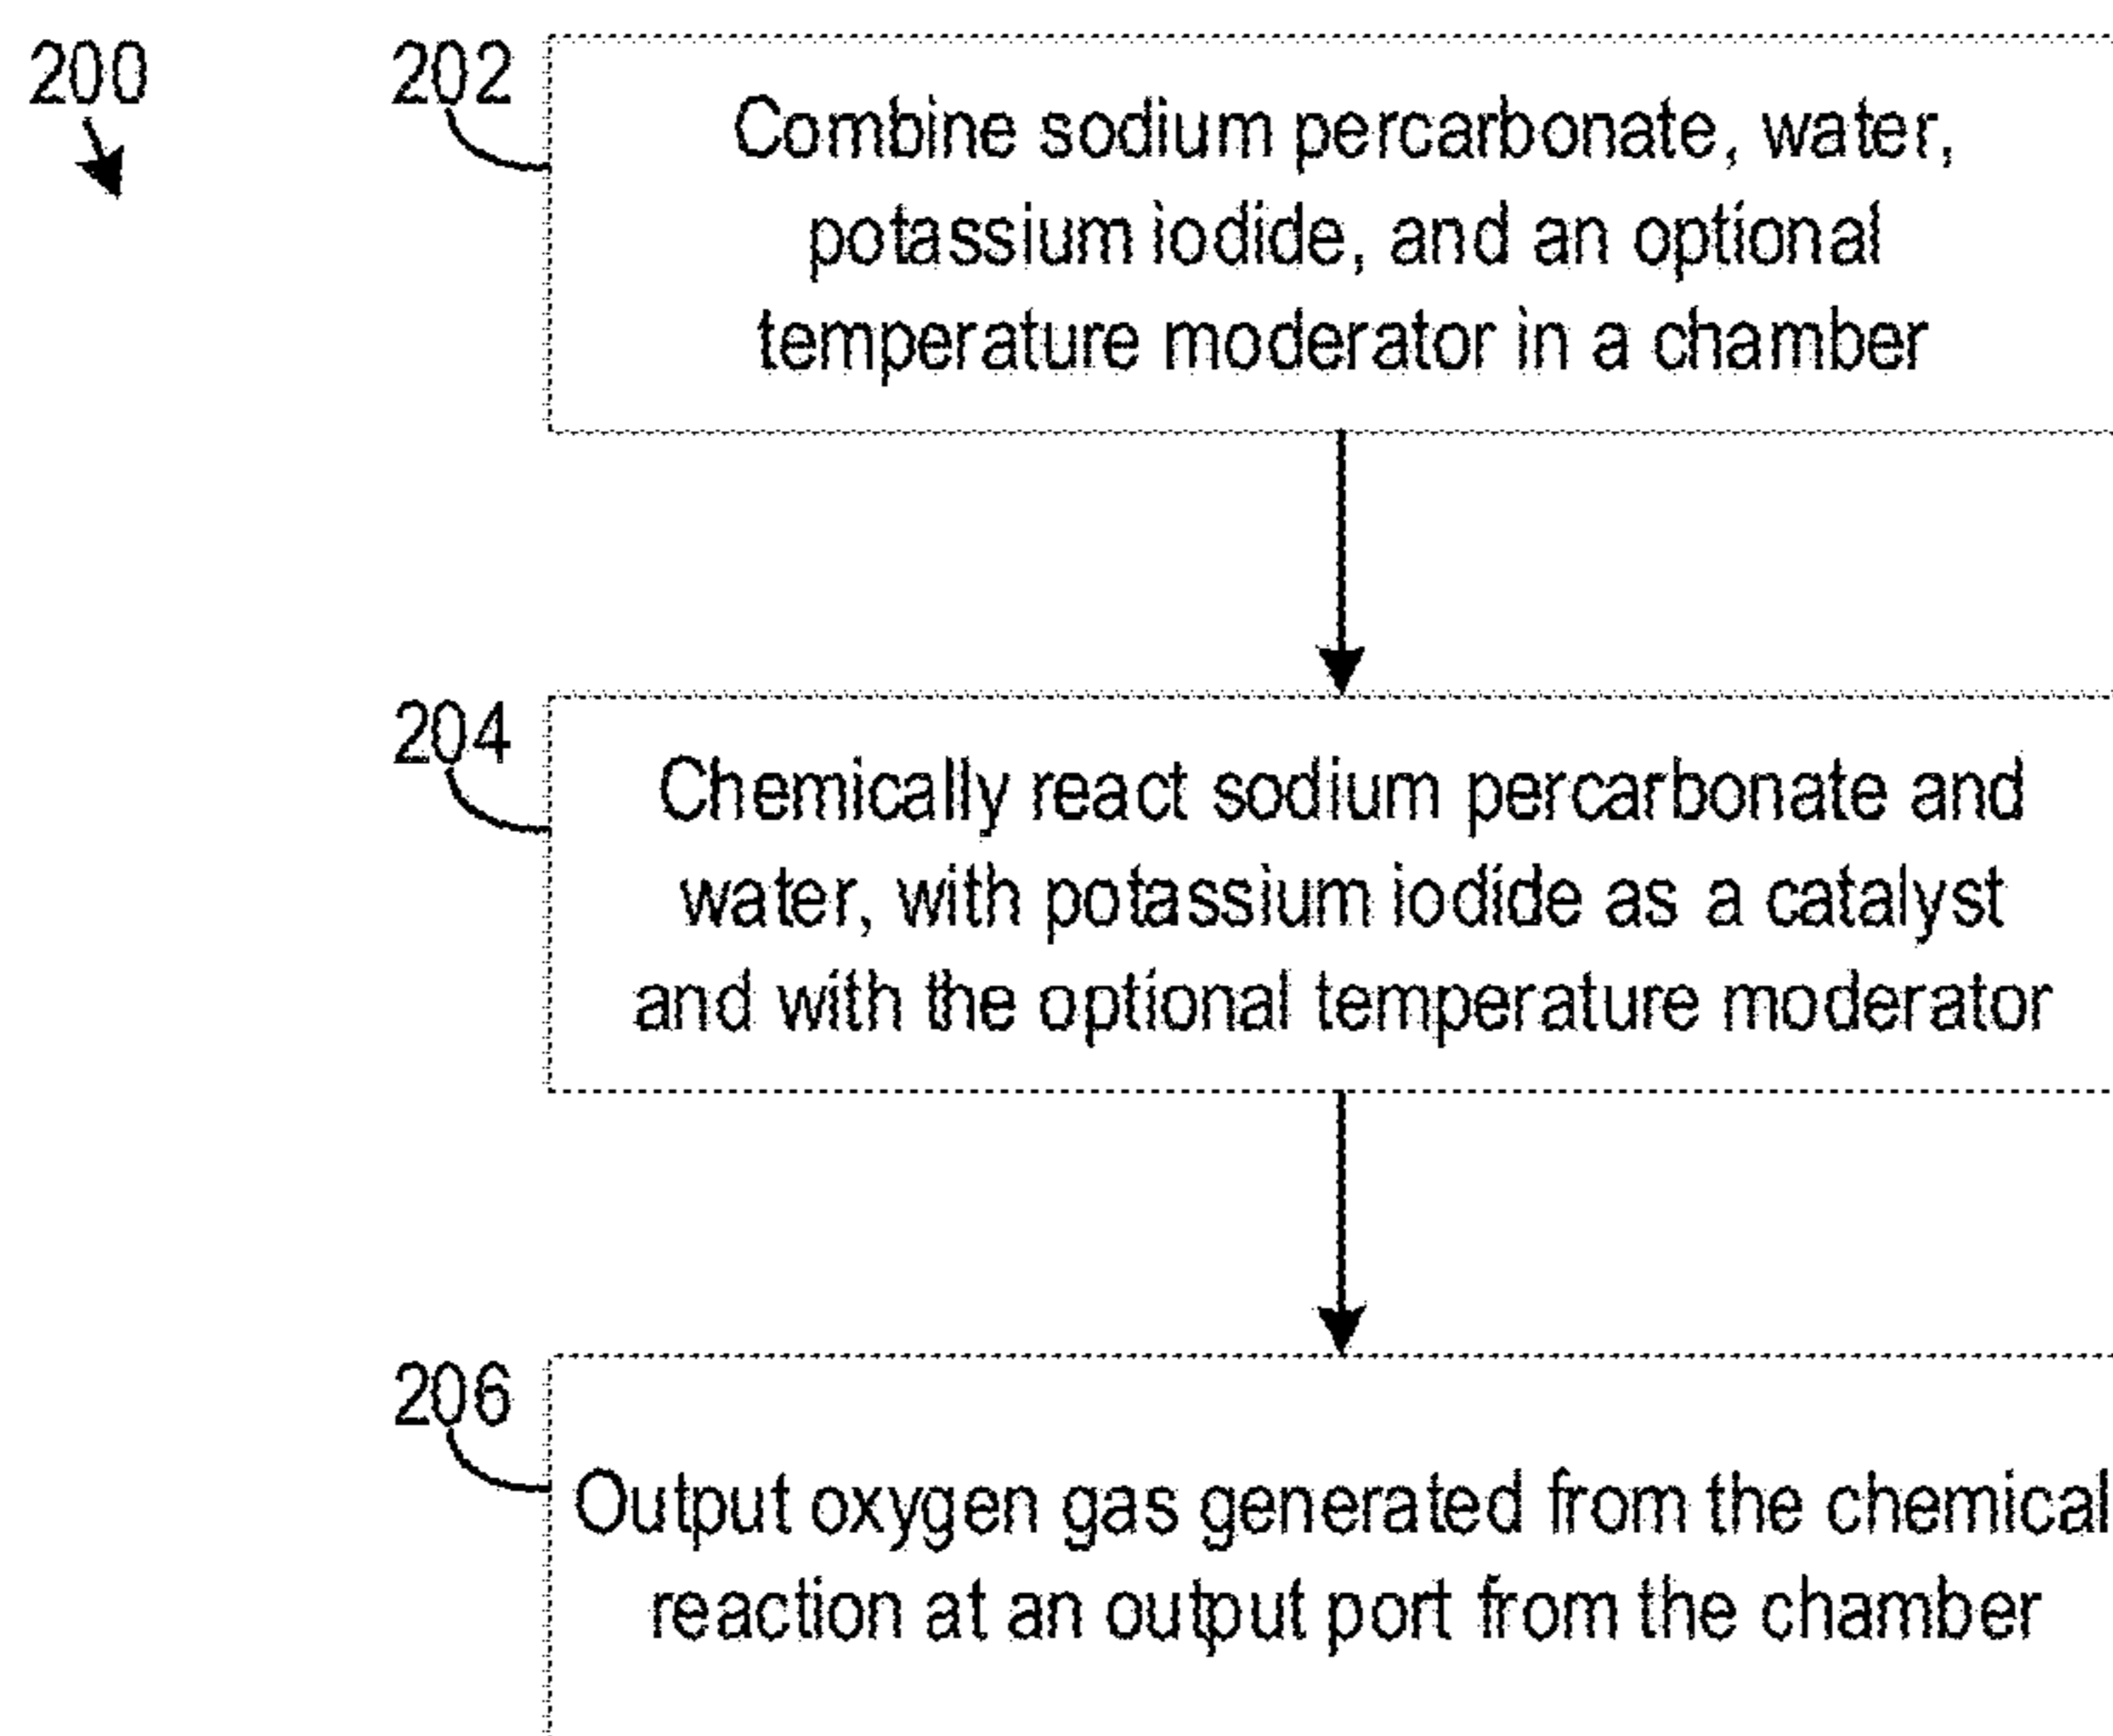 200
202
Combine sodium percarbonate, water,
potassium iodide, and an optional
temperature moderator in a chamber
204
Chemically react sodium percarbonate and
water, with potassium iodide as a catalyst
and with the optional temperature moderator
206
Output oxygen gas generated from the chemical
reaction at an output port from the chamber